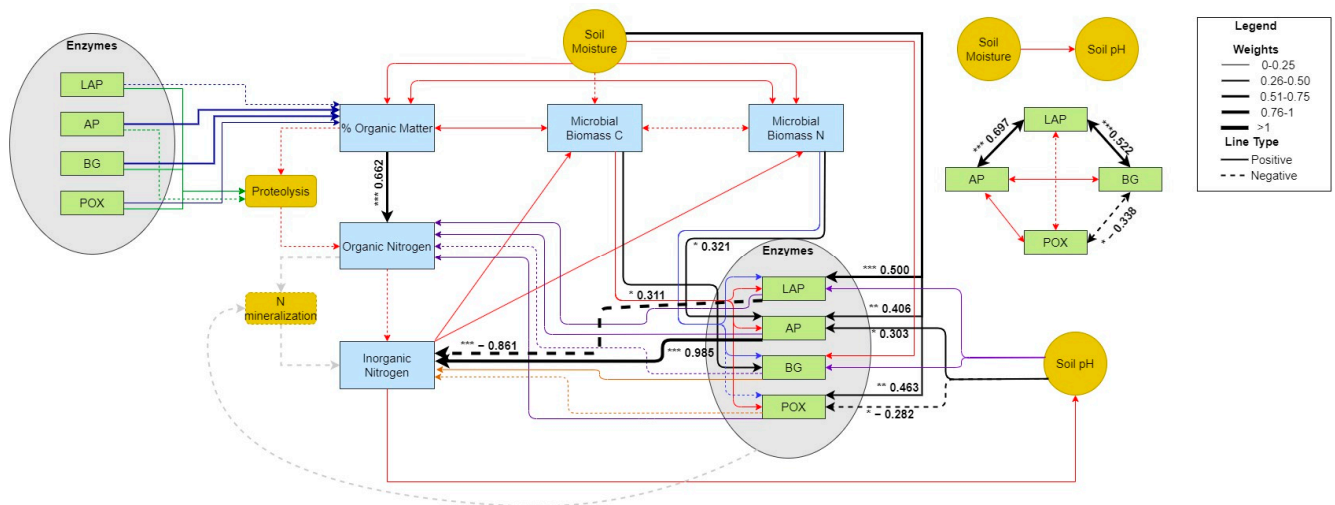 Enzymes
LAP
AP
BG
POX
Proteolysis
N
mineralization
% Organic Matter
*** 0.662
Organic Nitrogen
Inorganic
Nitrogen
Soil
Moisture
Microbial
Biomass C
Microbial
Biomass N
* 0.321
* 0.311
*** − 0.861
*** 0.985
Enzymes
LAP
AP
BG
POX
*** 0.500
** 0.406
* 0.303
** 0.463
* − 0.282
Soil pH
Soil
Moisture
Soil pH
LAP
AP
BG
POX
*** 0.697
***0.522
* − 0.338
Legend
Weights
0-0.25
0.26-0.50
0.51-0.75
0.76-1
>1
Line Type
Positive
Negative